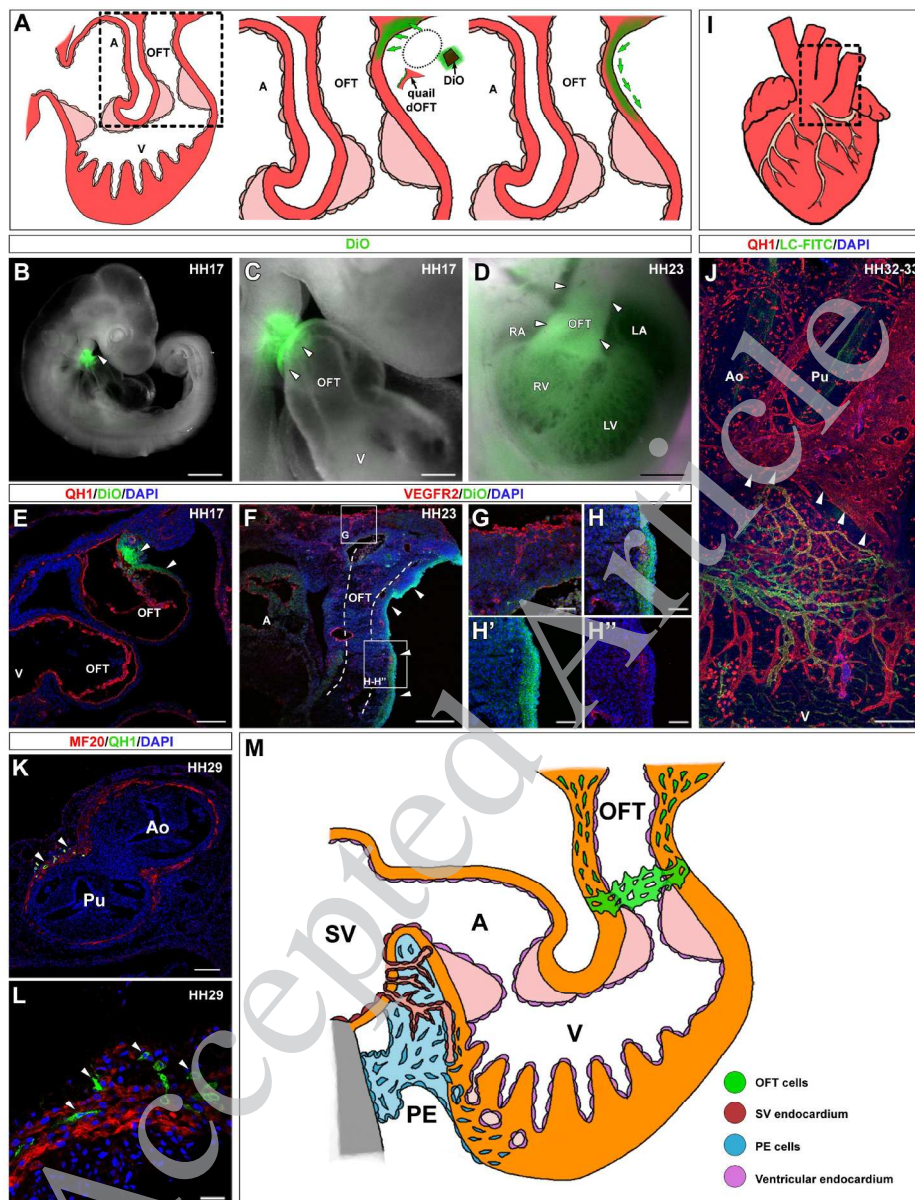 A
A
OFT
V
A
OFT
quail
dOFT
DiO
A
OFT
I
DiO
B
HH17
C
HH17
OFT
V
D
HH23
RA
OFT
LA
RV
LV
QH1/LC-FITC/DAPI
J
HH32-33
Ao
Pu
V
QH1/DiO/DAPI
E
HH17
OFT
V
OFT
VEGFR2/DiO/DAPI
F
HH23
G
OFT
A
H-H''
G
H
H'
H''
MF20/QH1/DAPI
K
HH29
Ao
Pu
L
HH29
M
OFT
SV
A
V
PE
OFT cells
SV endocardium
PE cells
Ventricular endocardium
Accepted Article